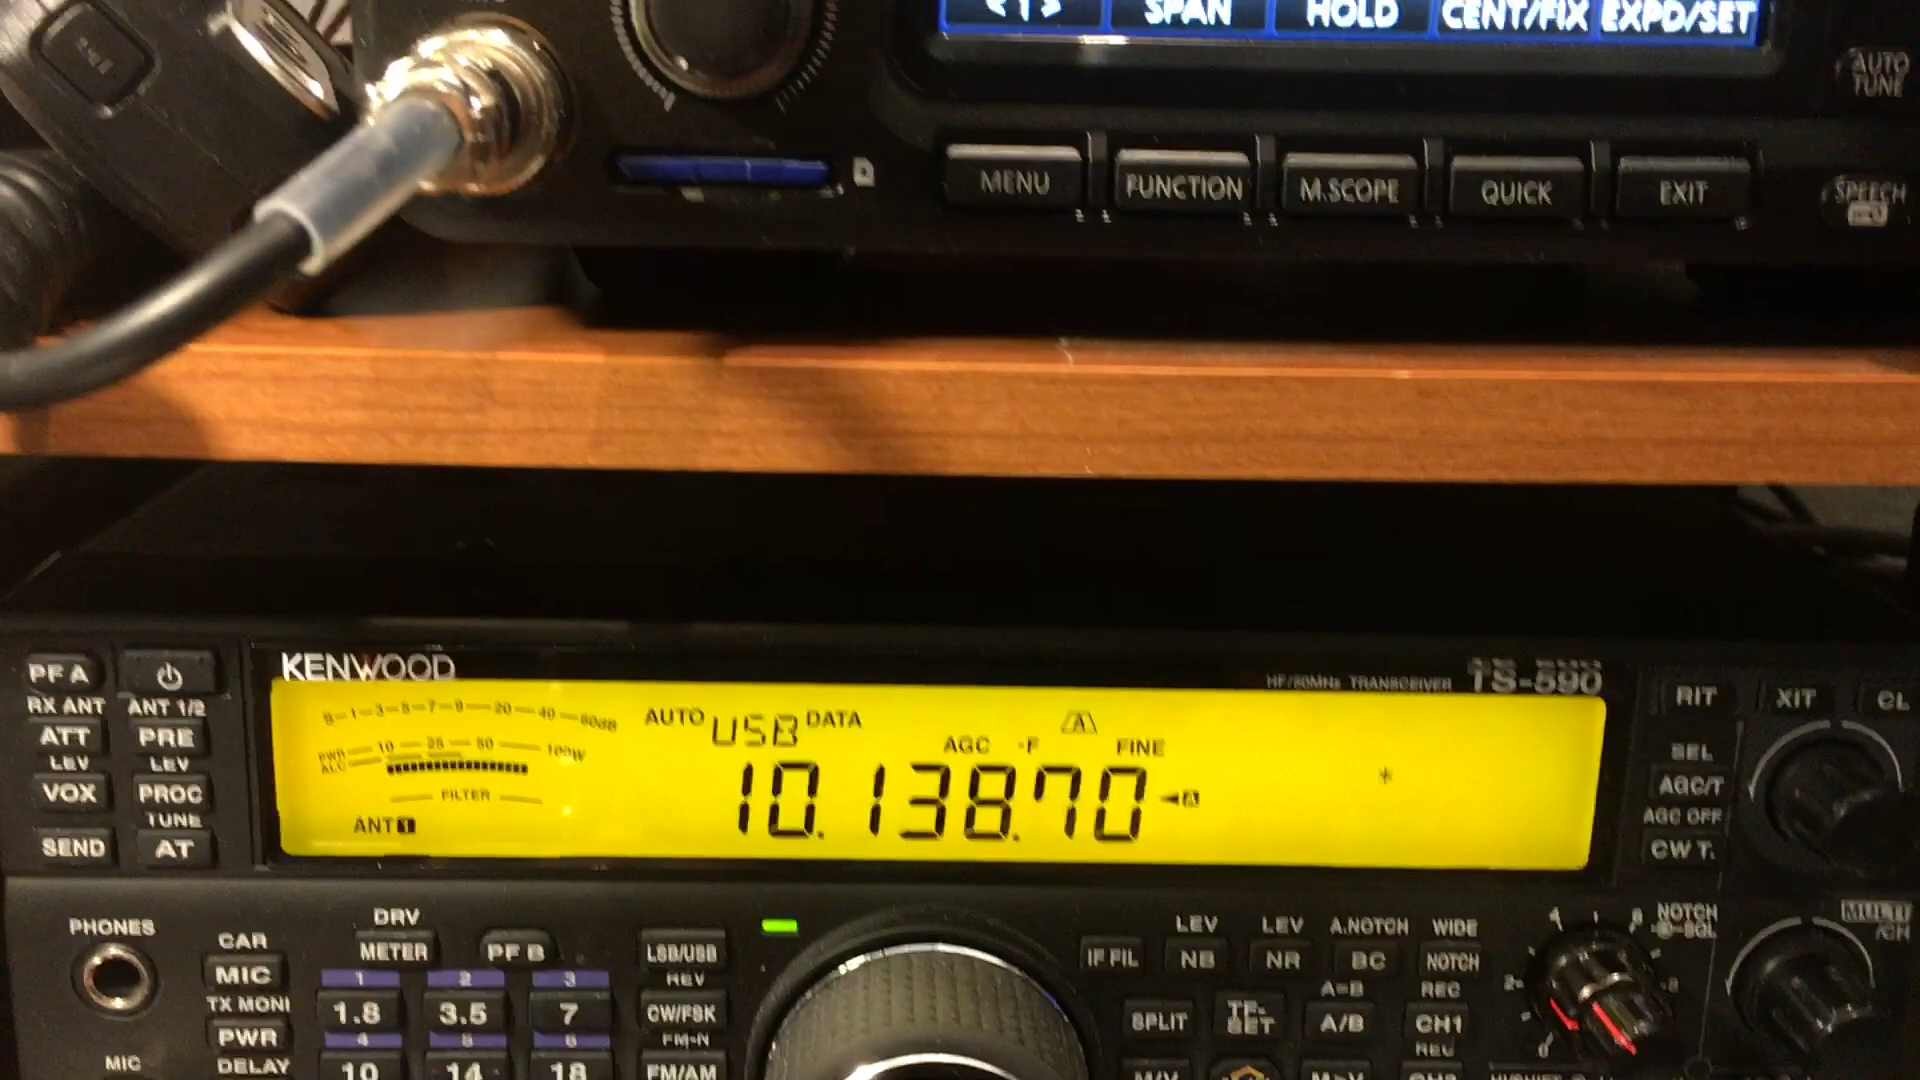 <1> SPAN HOLD CENT/FIX EXPD/SET
AUTO
TUNE
MENU FUNCTION M.SCOPE QUICK EXIT
SPEECH
KENWOOD
HF/50MHz TRANSCEIVER TS-590
PF A
RX ANT ANT 1/2
ATT PRE
LEV LEV
VOX PROC
TUNE
SEND AT
S 1 3 5 7 9 20 40 60dB
PWR 10 25 50 100W
ALC
FILTER
ANT 1
AUTO USB DATA
AGC -F A FINE
10.138.70 ◄A
*
RIT XIT CL
SEL
AGC/T
AGC OFF
CW T.
PHONES
CAR
MIC
TX MONI
PWR
DELAY
MIC
DRV
METER PF B
1 2 3
1.8 3.5 7
4 5 6
10 14 18
LSB/USB
REV
CW/FSK
FM-N
FM/AM
LEV LEV A.NOTCH WIDE
IF FIL NB NR BC NOTCH
A=B REC
SPLIT TF-SET A/B CH1
REC
M/V M>V CH2
NOTCH
SQL
MULTI
/CH